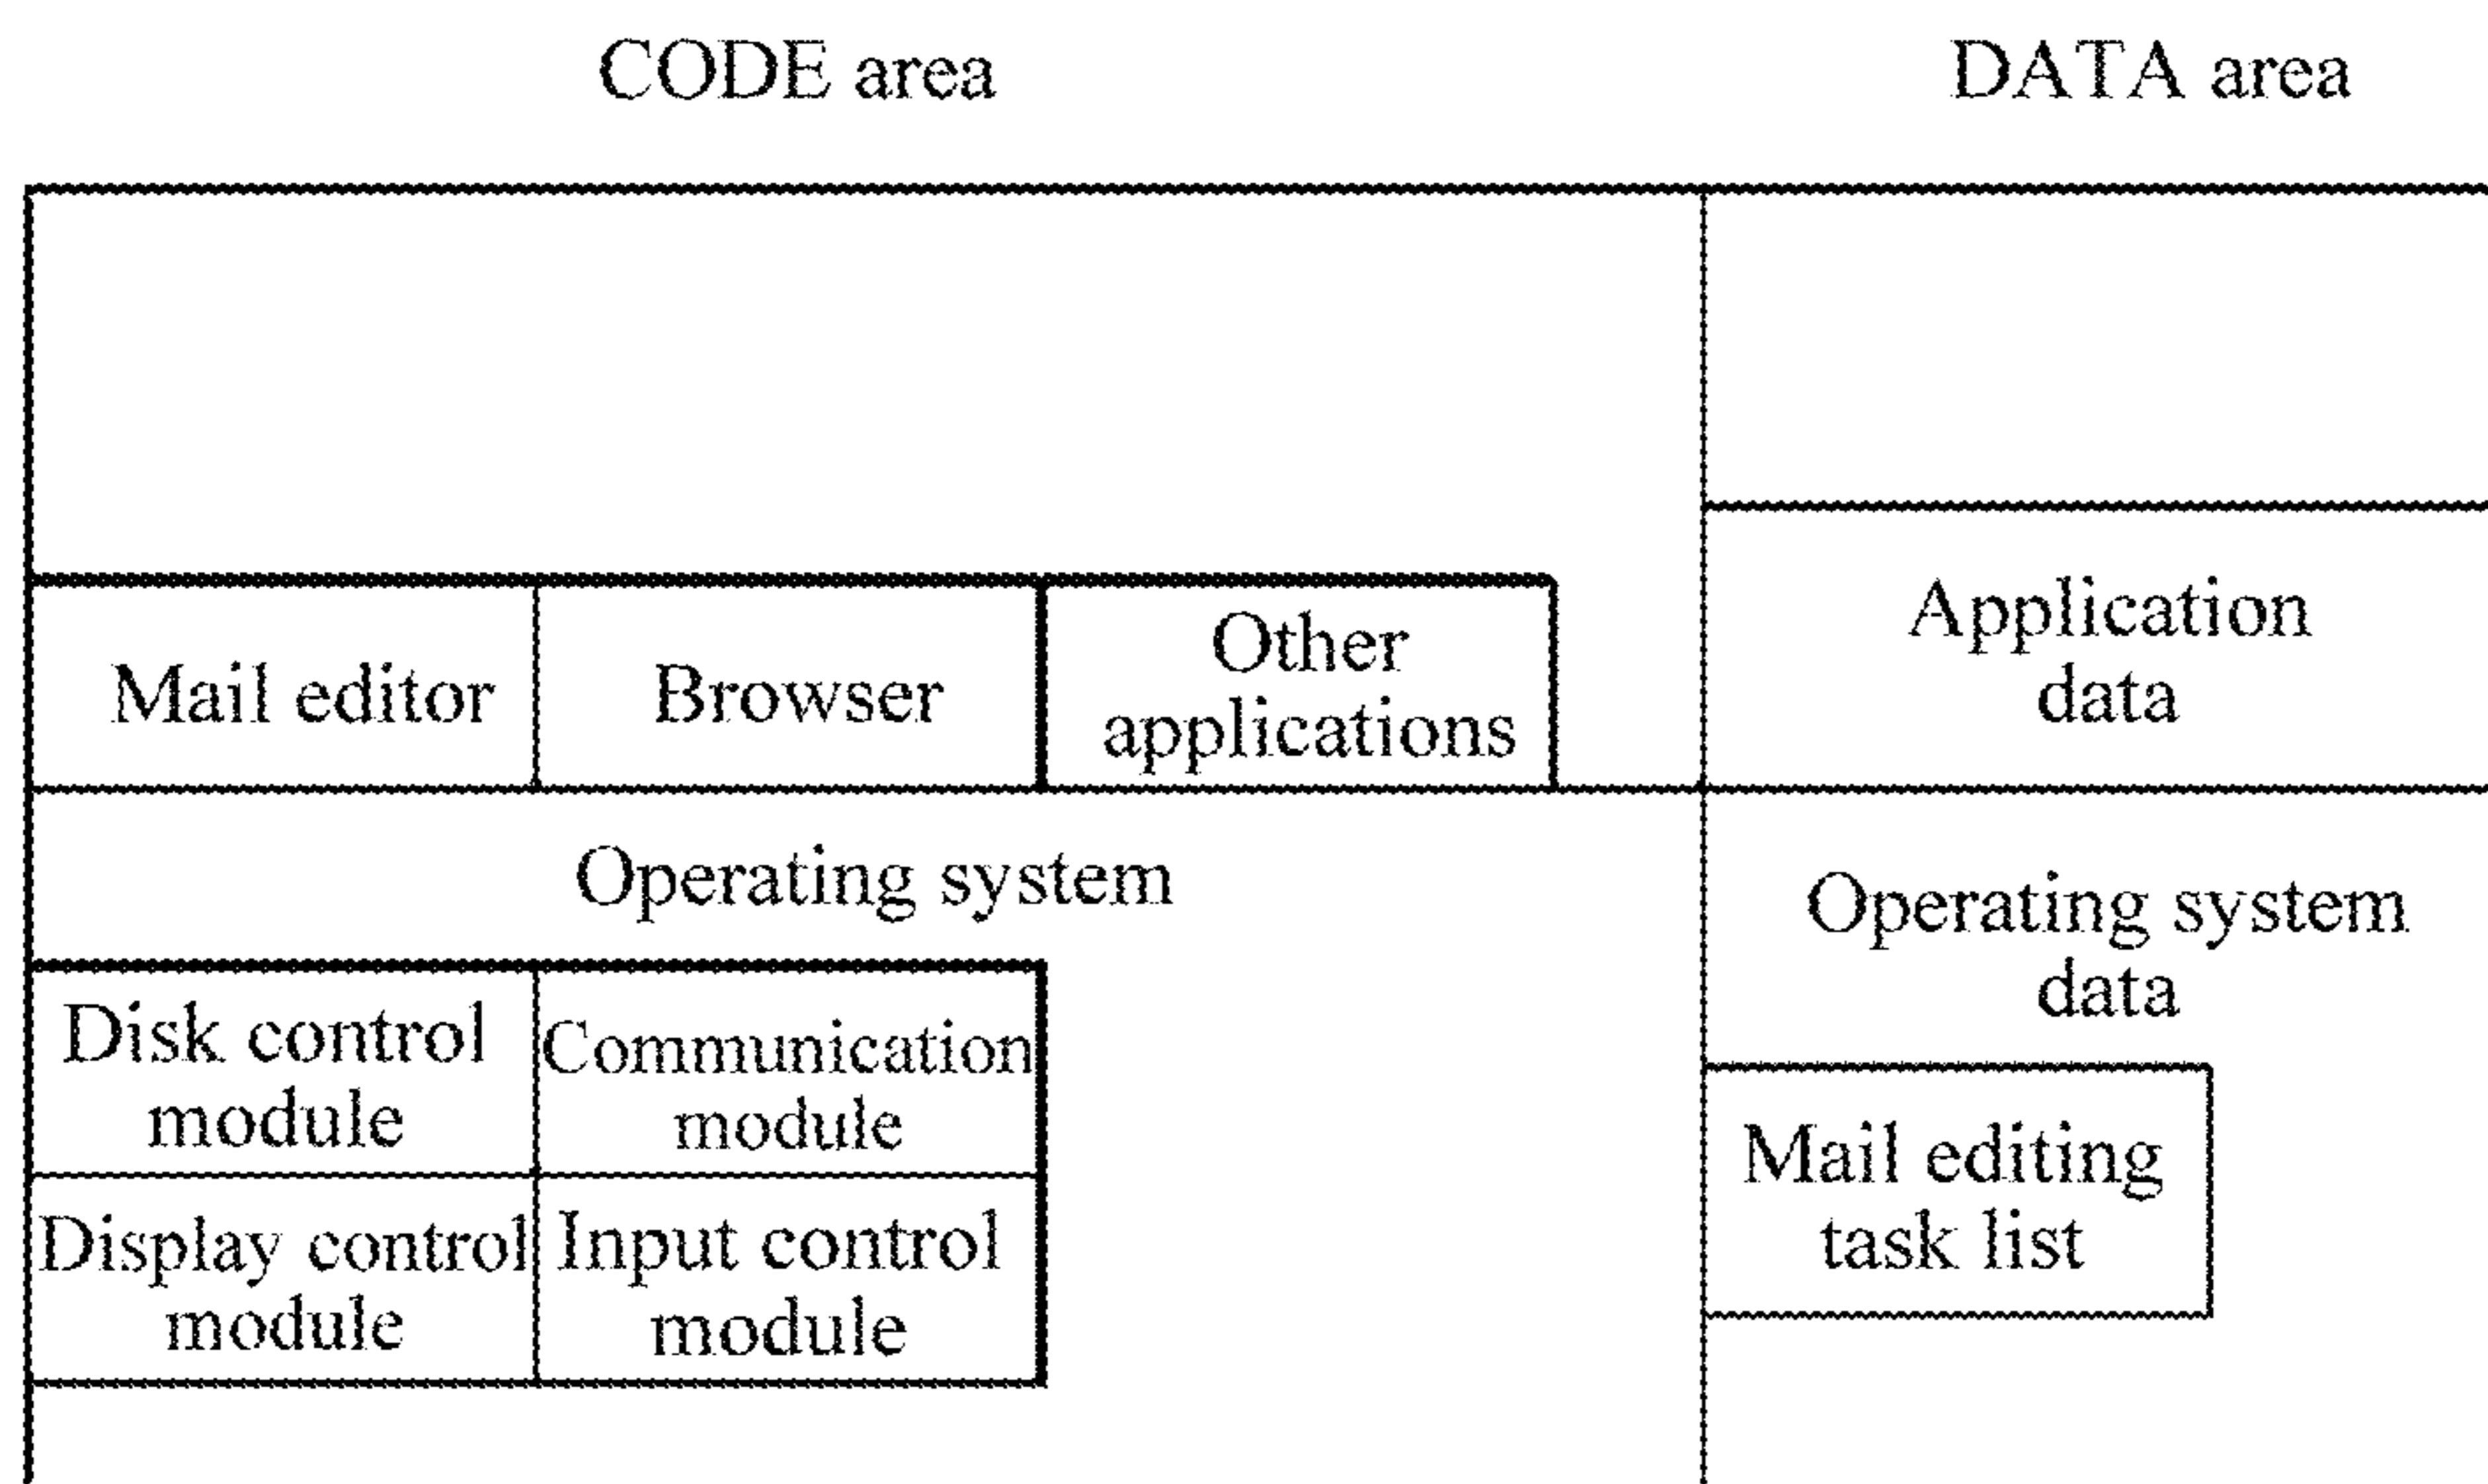 CODE area
DATA area
Mail editor
Browser
Other
applications
Application
data
Operating system
Operating system
data
Disk control
module
Communication
module
Display control
module
Input control
module
Mail editing
task list